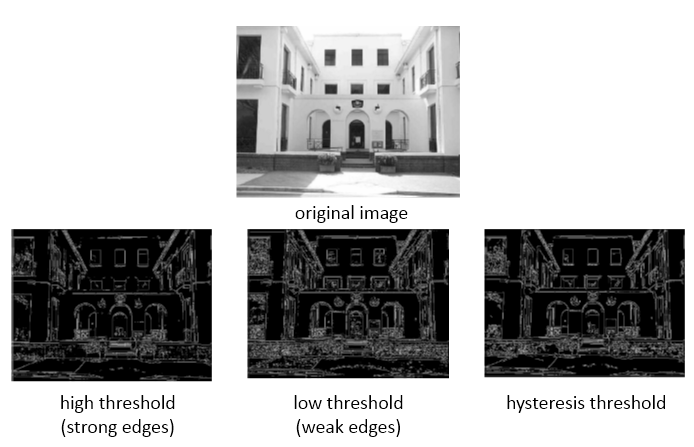 original image
high threshold
(strong edges)
low threshold
(weak edges)
hysteresis threshold